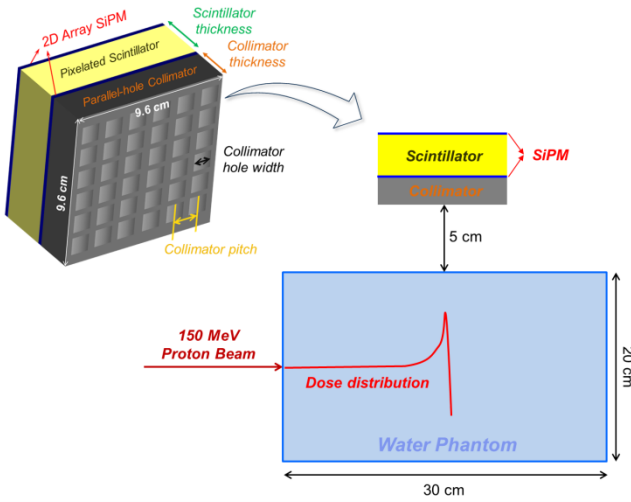 2D Array SiPM
Scintillator
thickness
Pixelated Scintillator
Collimator
thickness
Parallel-hole Collimator
9.6 cm
9.6 cm
Collimator
hole width
Collimator pitch
Scintillator
SiPM
Collimator
5 cm
150 MeV
Proton Beam
Dose distribution
Water Phantom
20 cm
30 cm